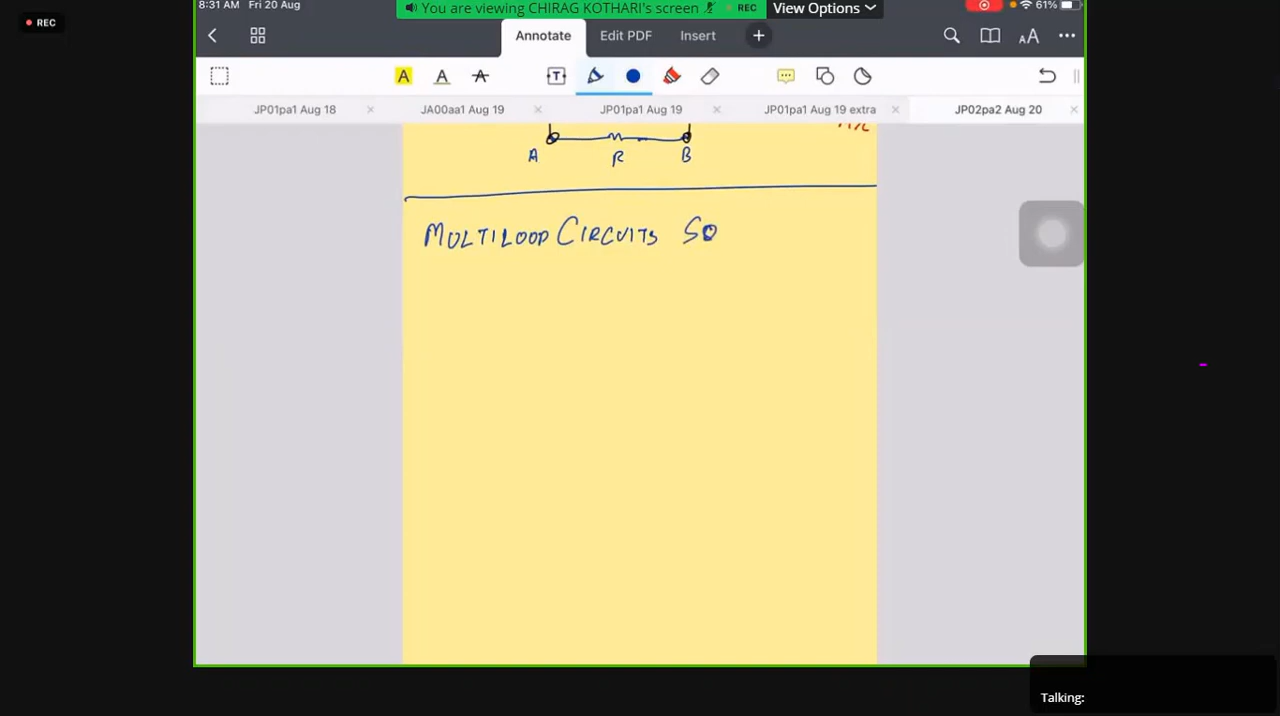 8:31 AM Fri 20 Aug
You are viewing CHIRAG KOTHARI's screen REC View Options
61%
REC
Annotate Edit PDF Insert
AA
A A A T
JP01pa1 Aug 18 JA00aa1 Aug 19 JP01pa1 Aug 19 JP01pa1 Aug 19 extra JP02pa2 Aug 20
A R B
MULTILOOP CIRCUITS SO
Talking: